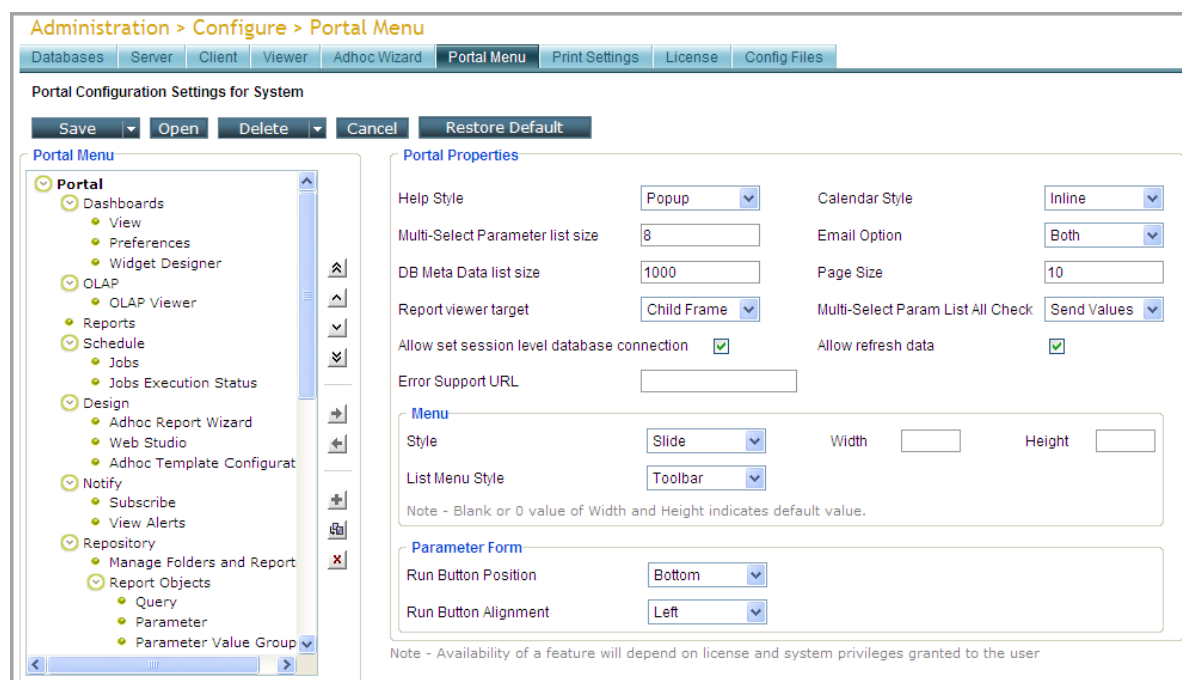 Administration > Configure > Portal Menu
Databases Server Client Viewer Adhoc Wizard Portal Menu Print Settings License Config Files
Portal Configuration Settings for System
Save Open Delete Cancel Restore Default
Portal Menu
Portal
Dashboards
View
Preferences
Widget Designer
OLAP
OLAP Viewer
Reports
Schedule
Jobs
Jobs Execution Status
Design
Adhoc Report Wizard
Web Studio
Adhoc Template Configurat
Notify
Subscribe
View Alerts
Repository
Manage Folders and Report
Report Objects
Query
Parameter
Parameter Value Group
Portal Properties
Help Style Popup Calendar Style Inline
Multi-Select Parameter list size 8 Email Option Both
DB Meta Data list size 1000 Page Size 10
Report viewer target Child Frame Multi-Select Param List All Check Send Values
Allow set session level database connection Allow refresh data
Error Support URL
Menu
Style Slide Width Height
List Menu Style Toolbar
Note - Blank or 0 value of Width and Height indicates default value.
Parameter Form
Run Button Position Bottom
Run Button Alignment Left
Note - Availability of a feature will depend on license and system privileges granted to the user